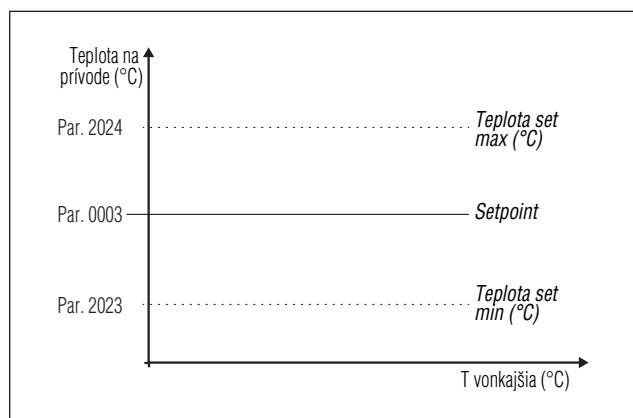 Teplota na
prívode (°C)
Par. 2024
Teplota set
max (°C)
Par. 0003
Setpoint
Par. 2023
Teplota set
min (°C)
T vonkajšia (°C)